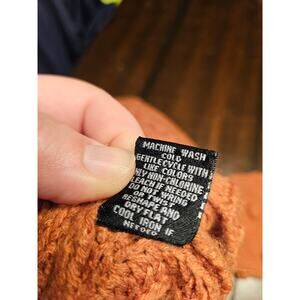 MACHINE WASH
COLD
GENTLE CYCLE WITH
LIKE COLORS
ONLY NON-CHLORINE
BLEACH IF NEEDED
DO NOT WRING
OR TWIST
RESHAPE AND
DRY FLAT
COOL IRON IF
NEEDED